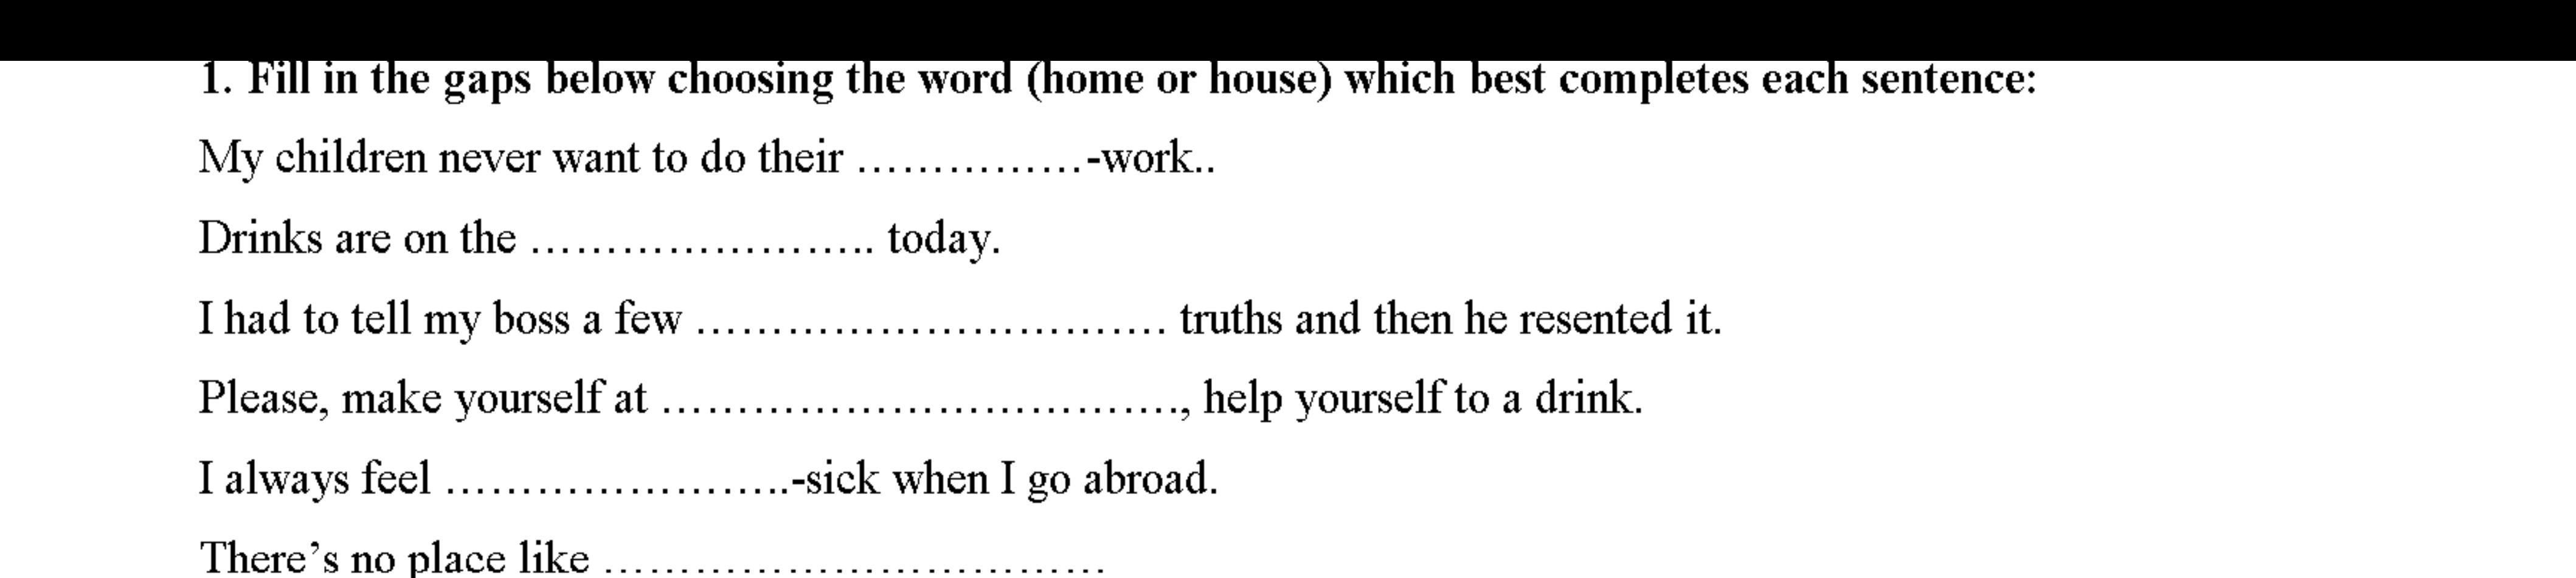 1. Fill in the gaps below choosing the word (home or house) which best completes each sentence:
My children never want to do their ……………-work..
Drinks are on the ………………….. today.
I had to tell my boss a few …………………………. truths and then he resented it.
Please, make yourself at ……………………………., help yourself to a drink.
I always feel …………………..-sick when I go abroad.
There’s no place like ……………………………